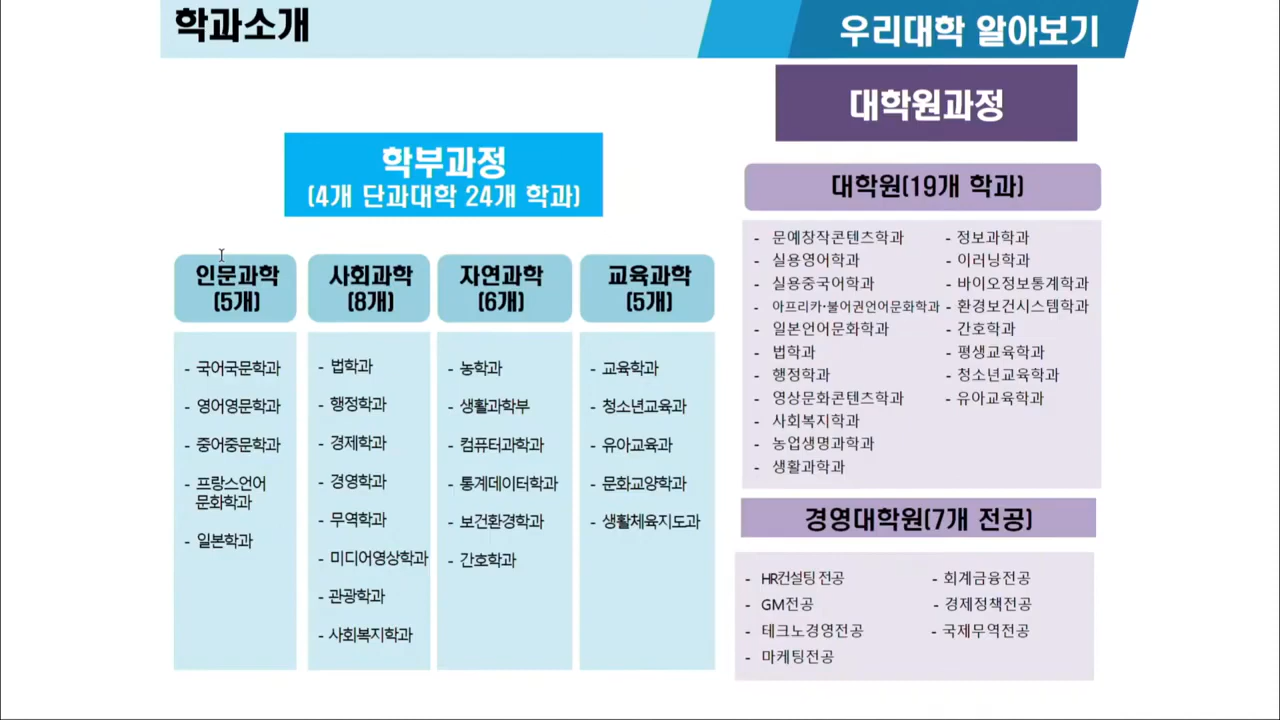 학과소개
우리대학 알아보기
학부과정
(4개 단과대학 24개 학과)
인문과학
(5개)
- 국어국문학과
- 영어영문학과
- 중어중문학과
- 프랑스언어
문화학과
- 일본학과
사회과학
(8개)
- 법학과
- 행정학과
- 경제학과
- 경영학과
- 무역학과
- 미디어영상학과
- 관광학과
- 사회복지학과
자연과학
(6개)
- 농학과
- 생활과학부
- 컴퓨터과학과
- 통계데이터학과
- 보건환경학과
- 간호학과
교육과학
(5개)
- 교육학과
- 청소년교육과
- 유아교육과
- 문화교양학과
- 생활체육지도과
대학원과정
대학원(19개 학과)
- 문예창작콘텐츠학과
- 실용영어학과
- 실용중국어학과
- 아프리카·불어권언어문화학과
- 일본언어문화학과
- 법학과
- 행정학과
- 영상문화콘텐츠학과
- 사회복지학과
- 농업생명과학과
- 생활과학과
- 정보과학과
- 이러닝학과
- 바이오정보통계학과
- 환경보건시스템학과
- 간호학과
- 평생교육학과
- 청소년교육학과
- 유아교육학과
경영대학원(7개 전공)
- HR컨설팅 전공
- GM전공
- 테크노경영전공
- 마케팅전공
- 회계금융전공
- 경제정책전공
- 국제무역전공